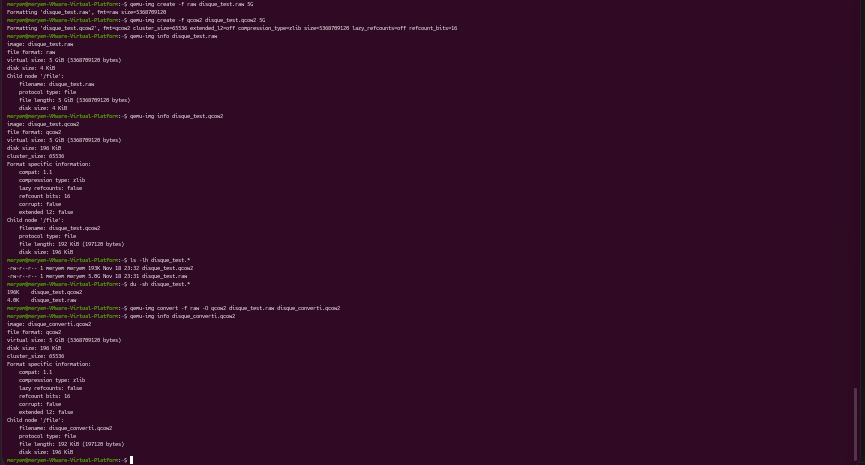 meryem@meryem-VMware-Virtual-Platform:~$ qemu-img create -f raw disque_test.raw 5G
Formatting 'disque_test.raw', fmt=raw size=5368709120
meryem@meryem-VMware-Virtual-Platform:~$ qemu-img create -f qcow2 disque_test.qcow2 5G
Formatting 'disque_test.qcow2', fmt=qcow2 cluster_size=65536 extended_l2=off compression_type=zlib size=5368709120 lazy_refcounts=off refcount_bits=16
meryem@meryem-VMware-Virtual-Platform:~$ qemu-img info disque_test.raw
image: disque_test.raw
file format: raw
virtual size: 5 GiB (5368709120 bytes)
disk size: 4 KiB
Child node '/file':
    filename: disque_test.raw
    protocol type: file
    file length: 5 GiB (5368709120 bytes)
    disk size: 4 KiB
meryem@meryem-VMware-Virtual-Platform:~$ qemu-img info disque_test.qcow2
image: disque_test.qcow2
file format: qcow2
virtual size: 5 GiB (5368709120 bytes)
disk size: 196 KiB
cluster_size: 65536
Format specific information:
    compat: 1.1
    compression type: zlib
    lazy refcounts: false
    refcount bits: 16
    corrupt: false
    extended l2: false
Child node '/file':
    filename: disque_test.qcow2
    protocol type: file
    file length: 192 KiB (197120 bytes)
    disk size: 196 KiB
meryem@meryem-VMware-Virtual-Platform:~$ ls -lh disque_test.*
-rw-r--r-- 1 meryem meryem 193K Nov 18 23:32 disque_test.qcow2
-rw-r--r-- 1 meryem meryem 5.0G Nov 18 23:31 disque_test.raw
meryem@meryem-VMware-Virtual-Platform:~$ du -sh disque_test.*
196K    disque_test.qcow2
4.0K    disque_test.raw
meryem@meryem-VMware-Virtual-Platform:~$ qemu-img convert -f raw -O qcow2 disque_test.raw disque_converti.qcow2
meryem@meryem-VMware-Virtual-Platform:~$ qemu-img info disque_converti.qcow2
image: disque_converti.qcow2
file format: qcow2
virtual size: 5 GiB (5368709120 bytes)
disk size: 196 KiB
cluster_size: 65536
Format specific information:
    compat: 1.1
    compression type: zlib
    lazy refcounts: false
    refcount bits: 16
    corrupt: false
    extended l2: false
Child node '/file':
    filename: disque_converti.qcow2
    protocol type: file
    file length: 192 KiB (197120 bytes)
    disk size: 196 KiB
meryem@meryem-VMware-Virtual-Platform:~$